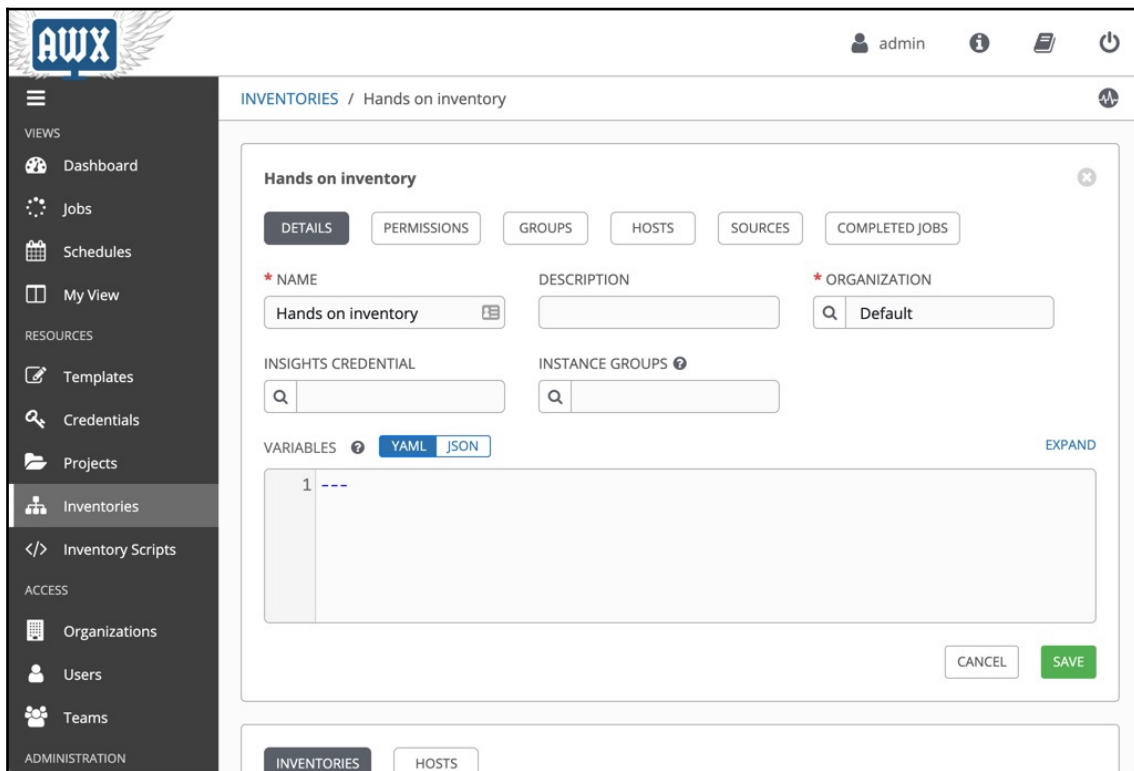 AWX
admin
INVENTORIES / Hands on inventory
VIEWS
Dashboard
Jobs
Schedules
My View
RESOURCES
Templates
Credentials
Projects
Inventories
Inventory Scripts
ACCESS
Organizations
Users
Teams
ADMINISTRATION
Hands on inventory
DETAILS PERMISSIONS GROUPS HOSTS SOURCES COMPLETED JOBS
* NAME DESCRIPTION * ORGANIZATION
Hands on inventory Default
INSIGHTS CREDENTIAL INSTANCE GROUPS ?
VARIABLES ? YAML JSON EXPAND
1 ---
CANCEL SAVE
INVENTORIES HOSTS